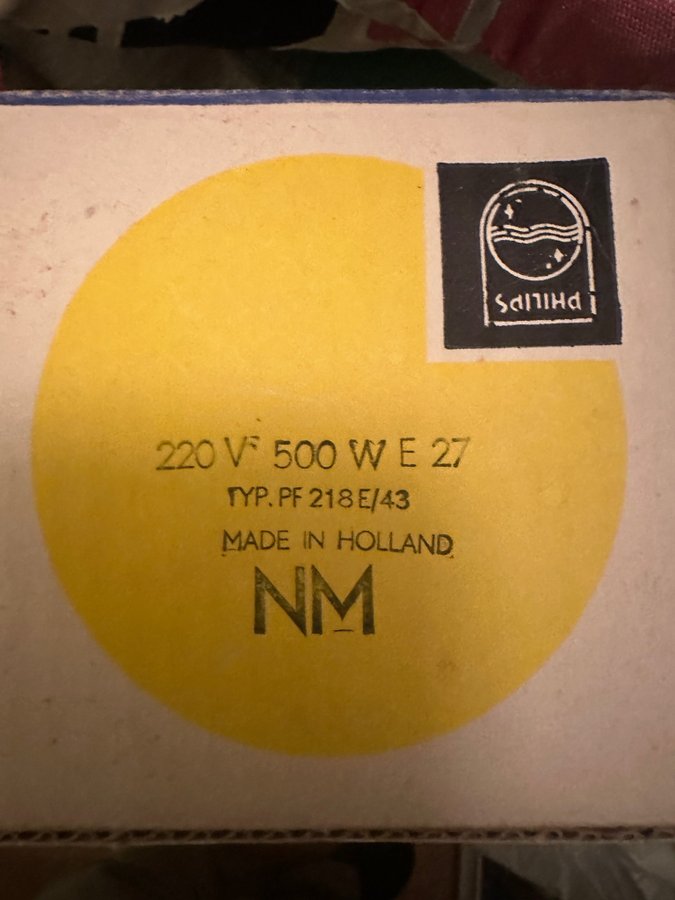 PHILIPS
220 V 500 W E 27
TYP. PF 218 E/43
MADE IN HOLLAND
NM